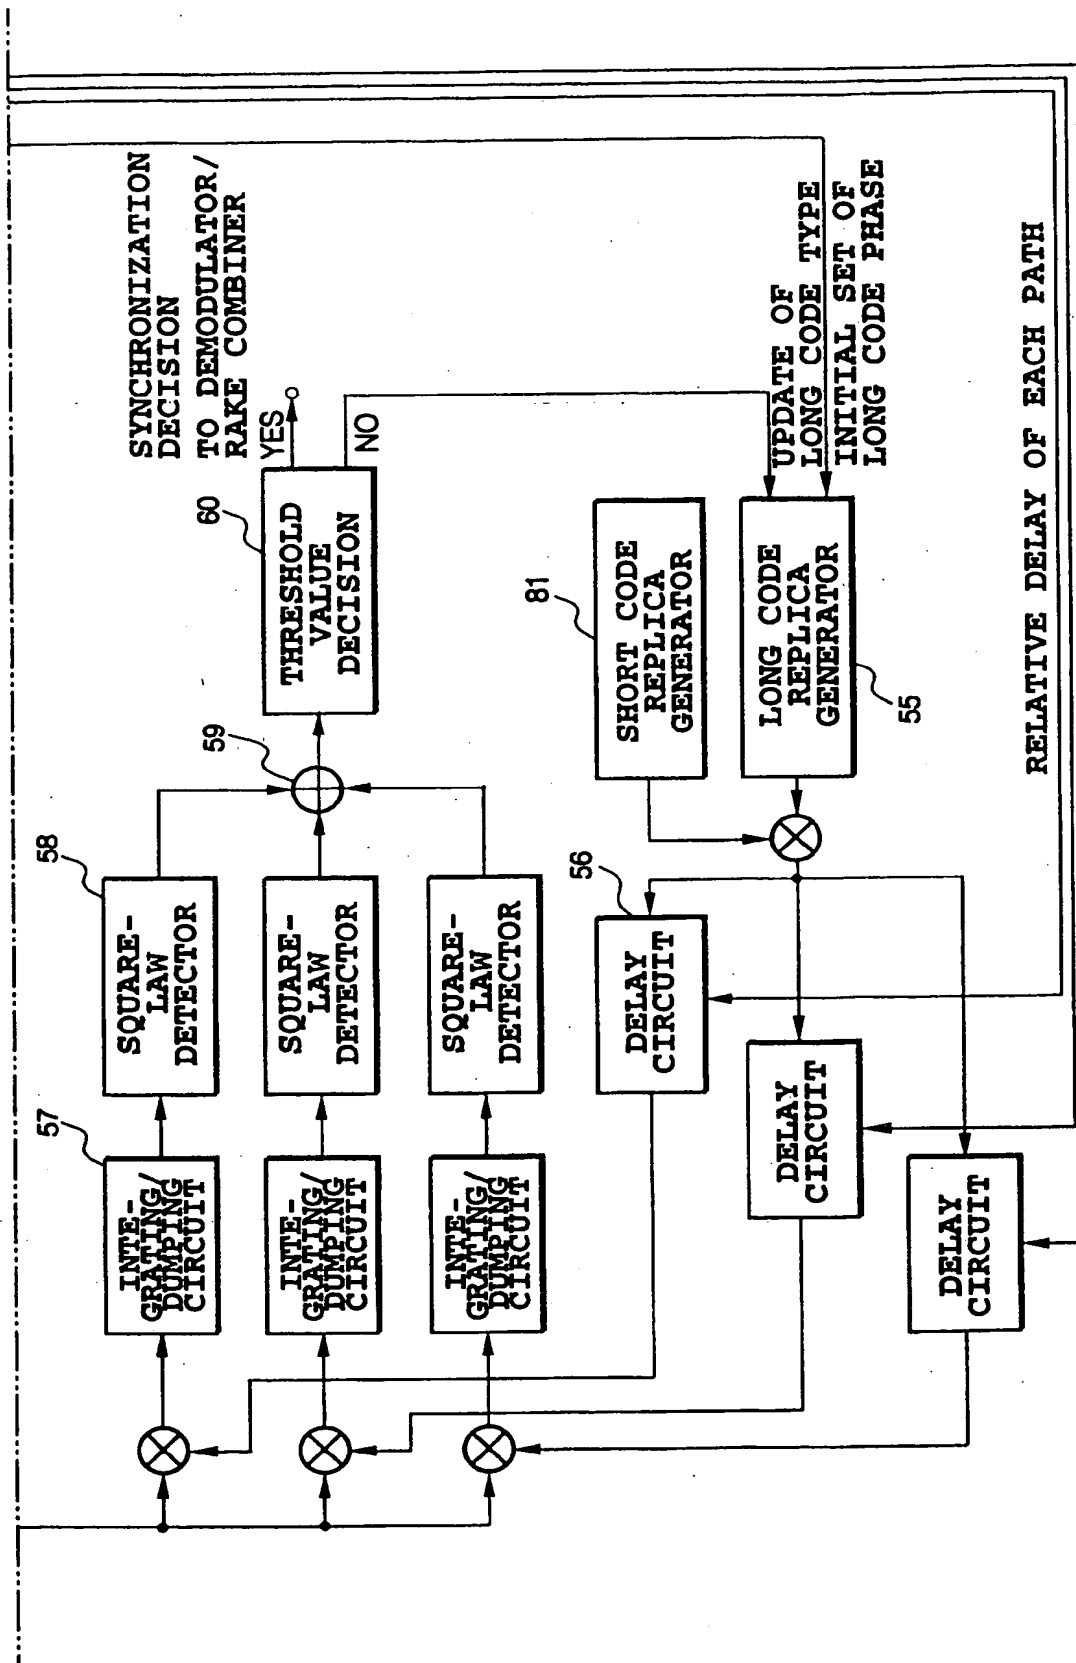 57
INTE-
GRATING/
DUMPING
CIRCUIT
58
SQUARE-
LAW
DETECTOR
59
60
THRESHOLD
VALUE
DECISION
YES
NO
SYNCHRONIZATION
DECISION
TO DEMODULATOR/
RAKE COMBINER
INTE-
GRATING/
DUMPING
CIRCUIT
SQUARE-
LAW
DETECTOR
INTE-
GRATING/
DUMPING
CIRCUIT
SQUARE-
LAW
DETECTOR
56
DELAY
CIRCUIT
81
SHORT CODE
REPLICA
GENERATOR
DELAY
CIRCUIT
LONG CODE
REPLICA
GENERATOR
55
UPDATE OF
LONG CODE TYPE
INITIAL SET OF
LONG CODE PHASE
DELAY
CIRCUIT
RELATIVE DELAY OF EACH PATH